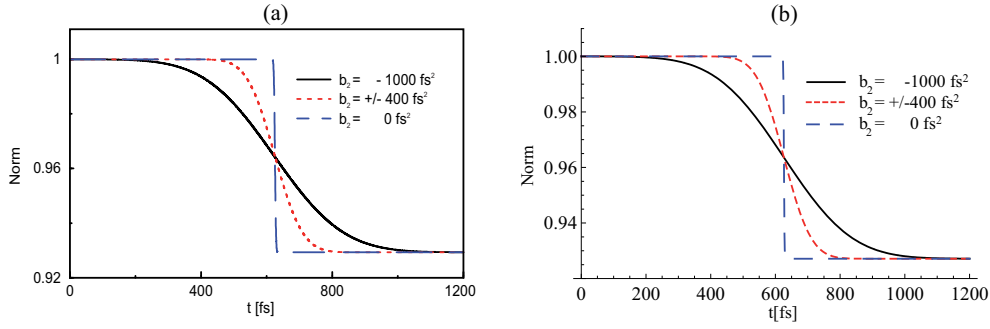 (a)
1
0.96
0.92
Norm
b2= - 1000 fs²
b2= +/- 400 fs²
b2= 0 fs²
0 400 800 1200
t [fs]
(b)
1.00
0.98
0.96
0.94
Norm
b2= -1000 fs²
b2= +/-400 fs²
b2= 0 fs²
0 200 400 600 800 1000 1200
t[fs]